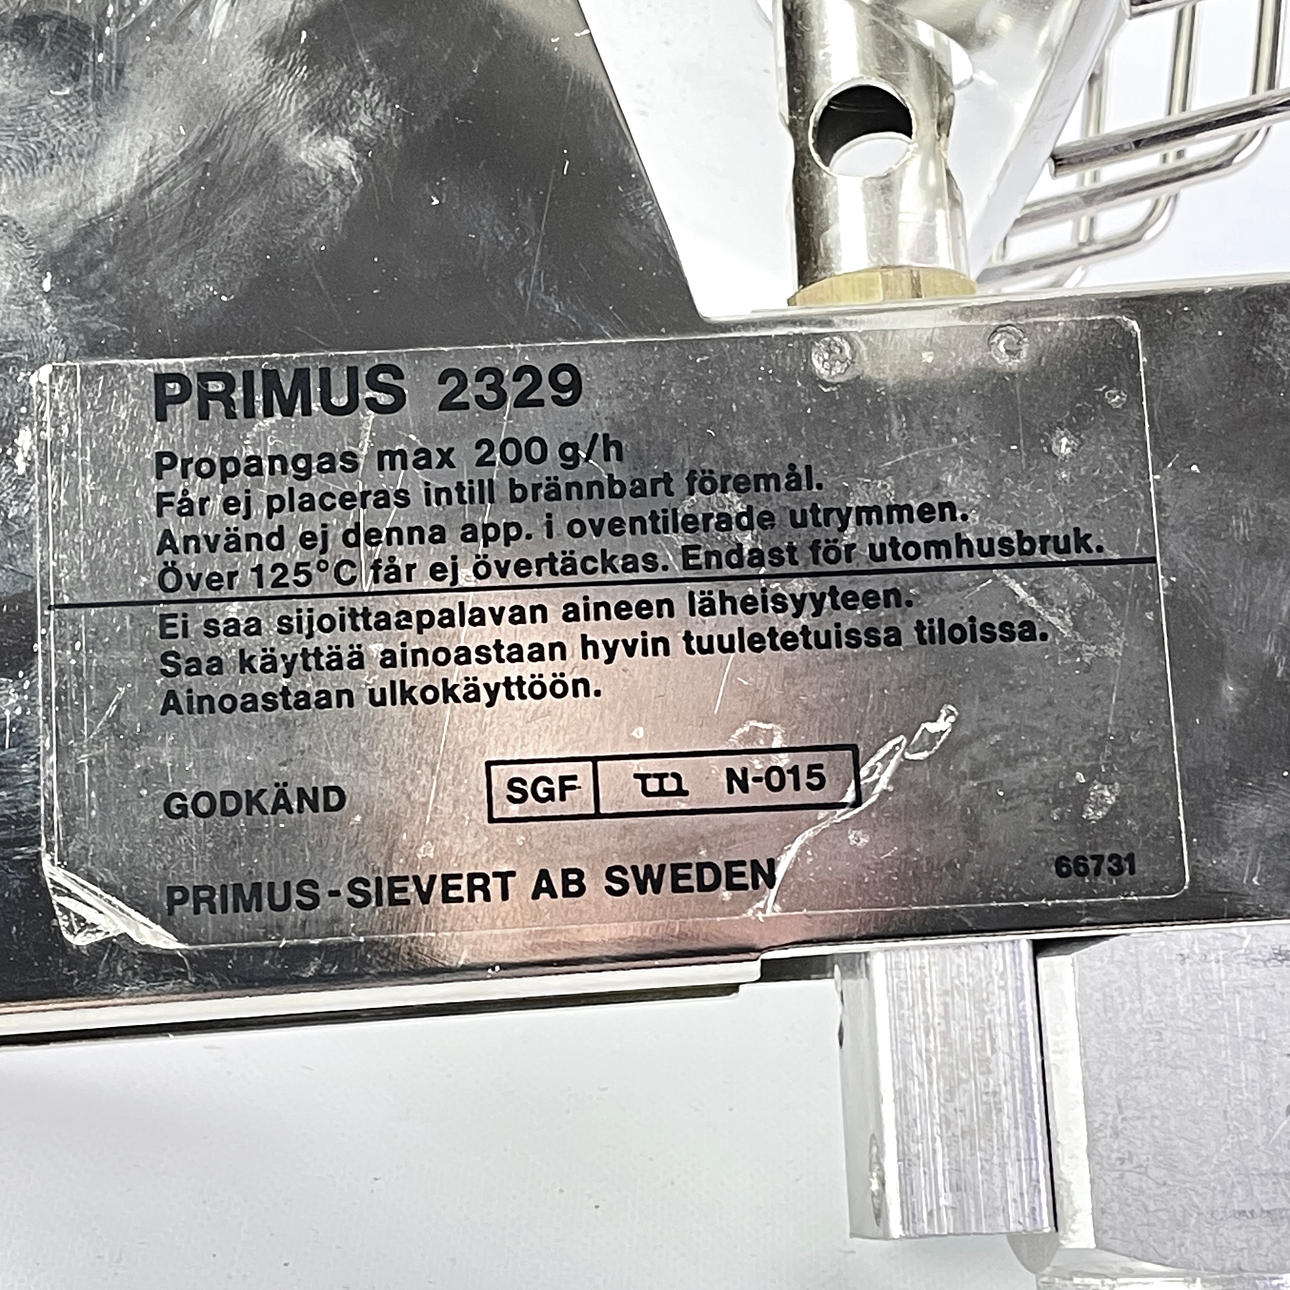 PRIMUS 2329
Propangas max 200 g/h
Får ej placeras intill brännbart föremål.
Använd ej denna app. i oventilerade utrymmen.
Över 125°C får ej övertäckas. Endast för utomhusbruk.
Ei saa sijoittaapalavan aineen läheisyyteen.
Saa käyttää ainoastaan hyvin tuuletetuissa tiloissa.
Ainoastaan ulkokäyttöön.
GODKÄND SGF N-015
PRIMUS-SIEVERT AB SWEDEN 66731